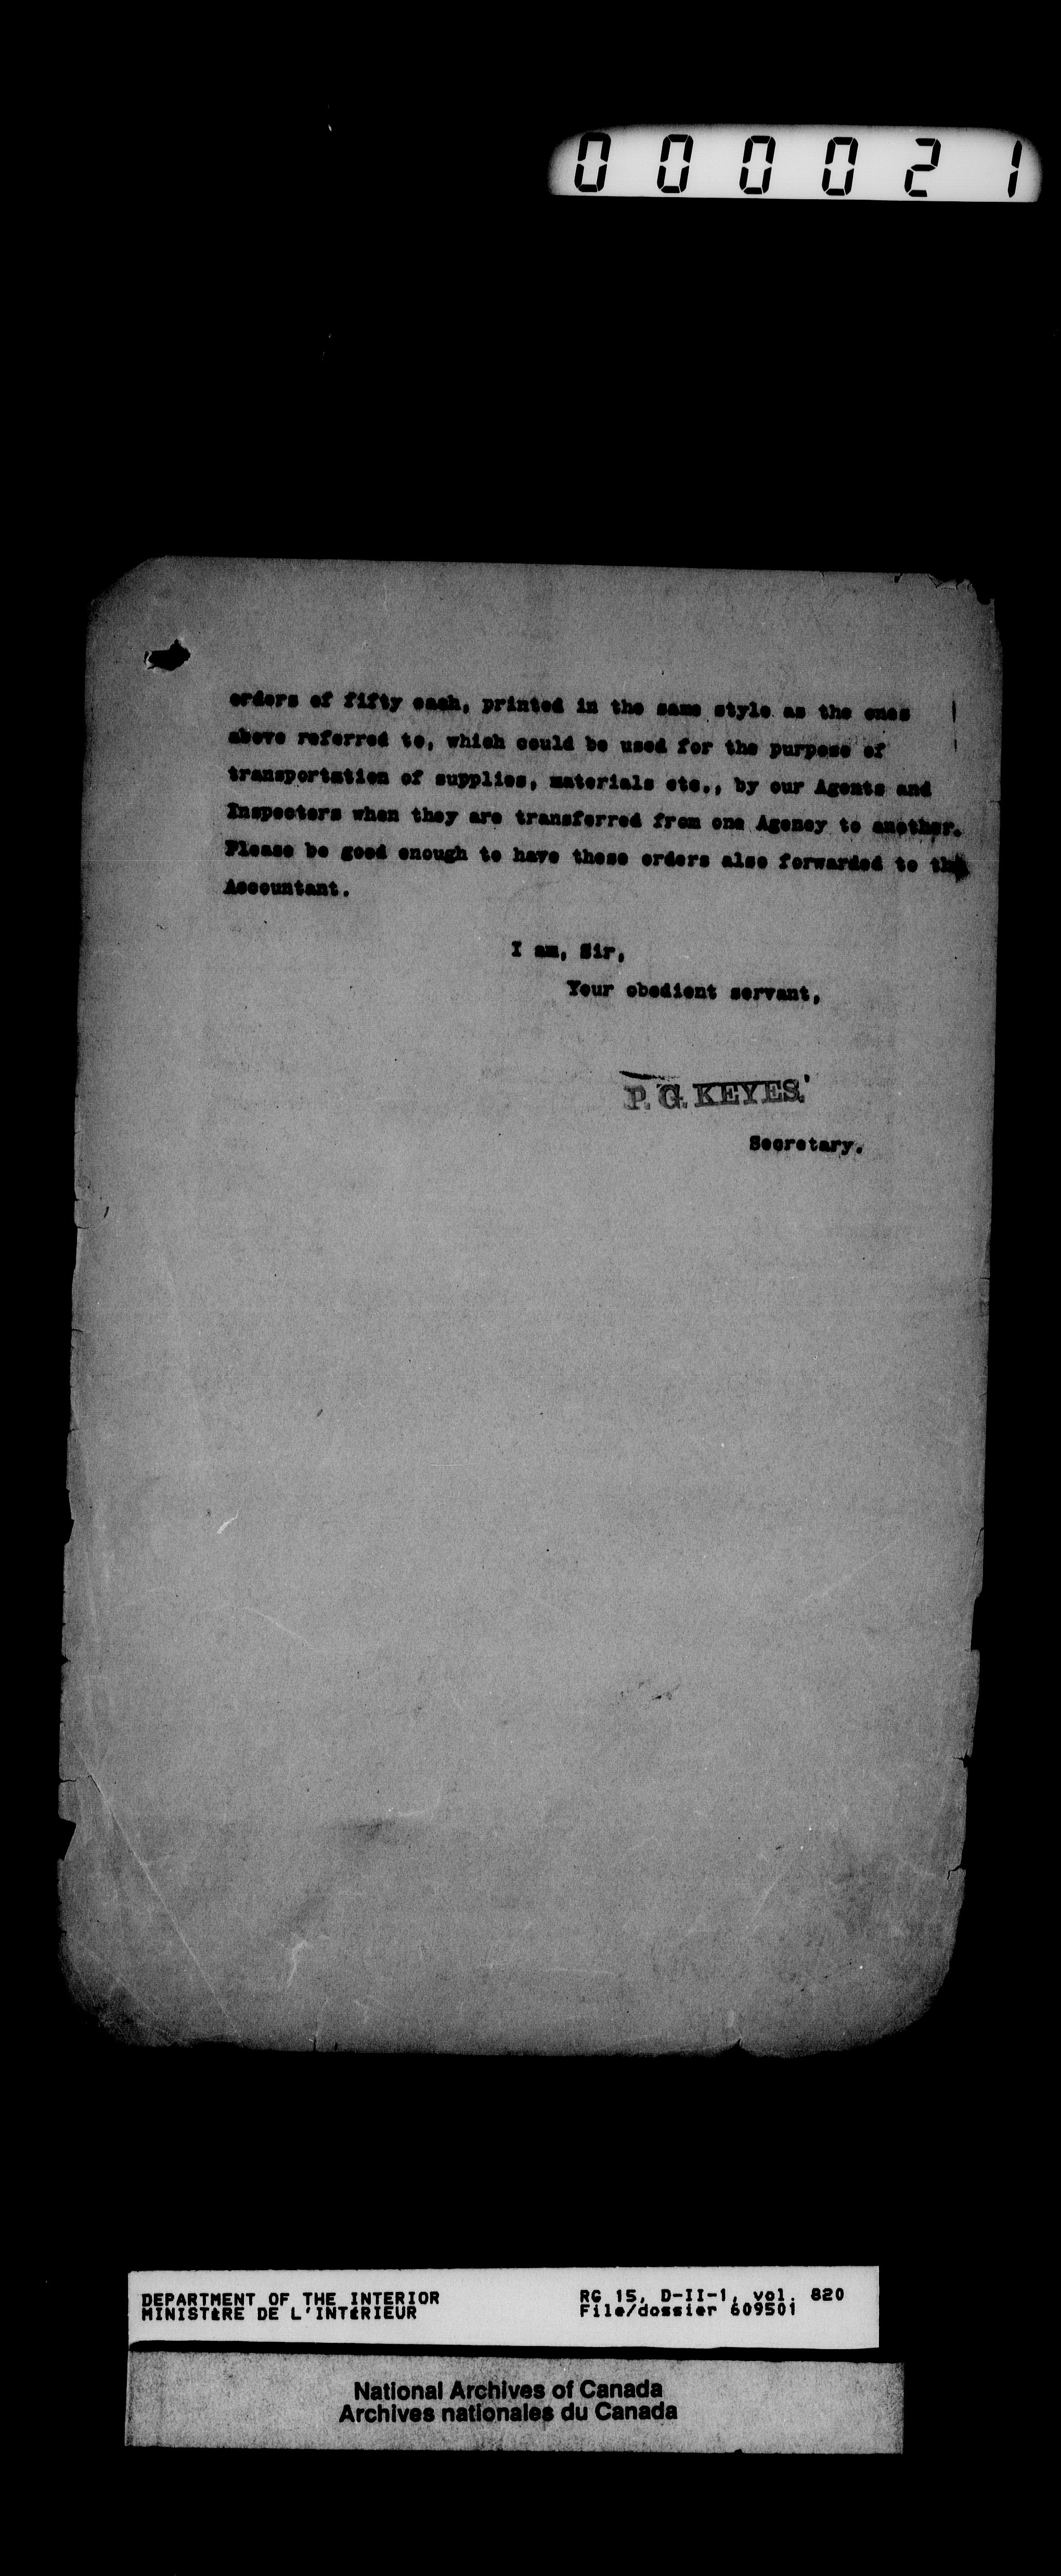 000021
orders of fifty each, printed in the same style as the ones
above referred to, which could be used for the purpose of
transportation of supplies, materials etc., by our Agents and
Inspectors when they are transferred from one Agency to another.
Please be good enough to have these orders also forwarded to the
Accountant.
I am, Sir,
Your obedient servant,
P. G. KEYES.
Secretary.
DEPARTMENT OF THE INTERIOR
MINISTÈRE DE L'INTÉRIEUR
RG 15, D-II-1, vol. 820
File/dossier 609501
National Archives of Canada
Archives nationales du Canada